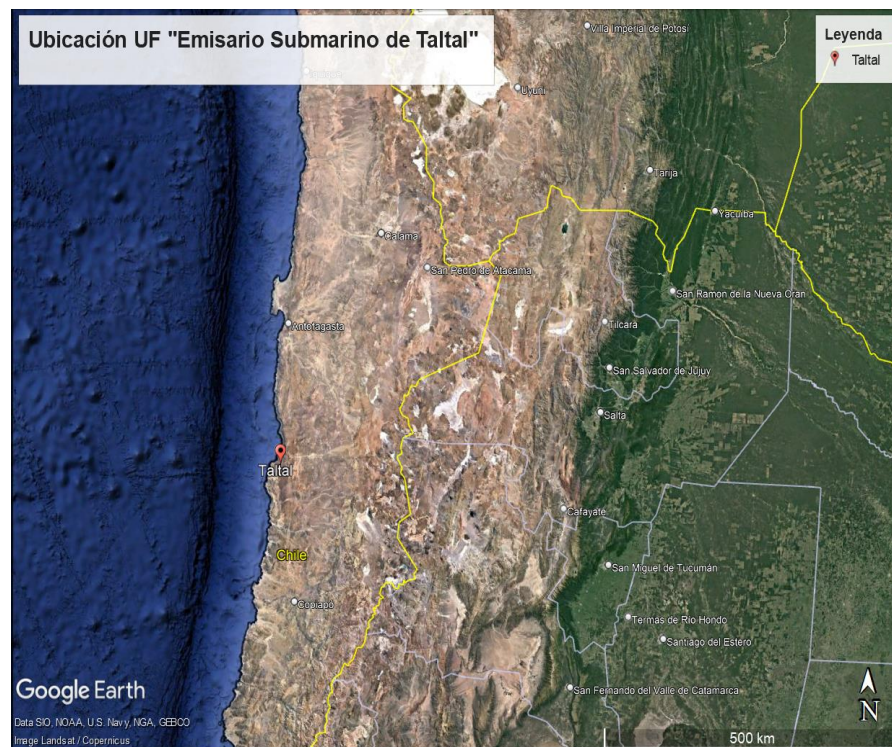 Ubicación UF "Emisario Submarino de Taltal"
Leyenda
Taltal
Villa Imperial de Potosí
Uyuni
Tarija
Yacuiba
Calama
San Pedro de Atacama
San Ramon de la Nueva Oran
Antofagasta
Tilcara
San Salvador de Jujuy
Salta
Taltal
Cafayate
Chile
San Miguel de Tucumán
Copiapo
Termas de Rio Hondo
Santiago del Estero
San Fernando del Valle de Catamarca
Google Earth
N
Data SIO, NOAA, U.S. Navy, NGA, GEBCO
500 km
Image Landsat / Copernicus